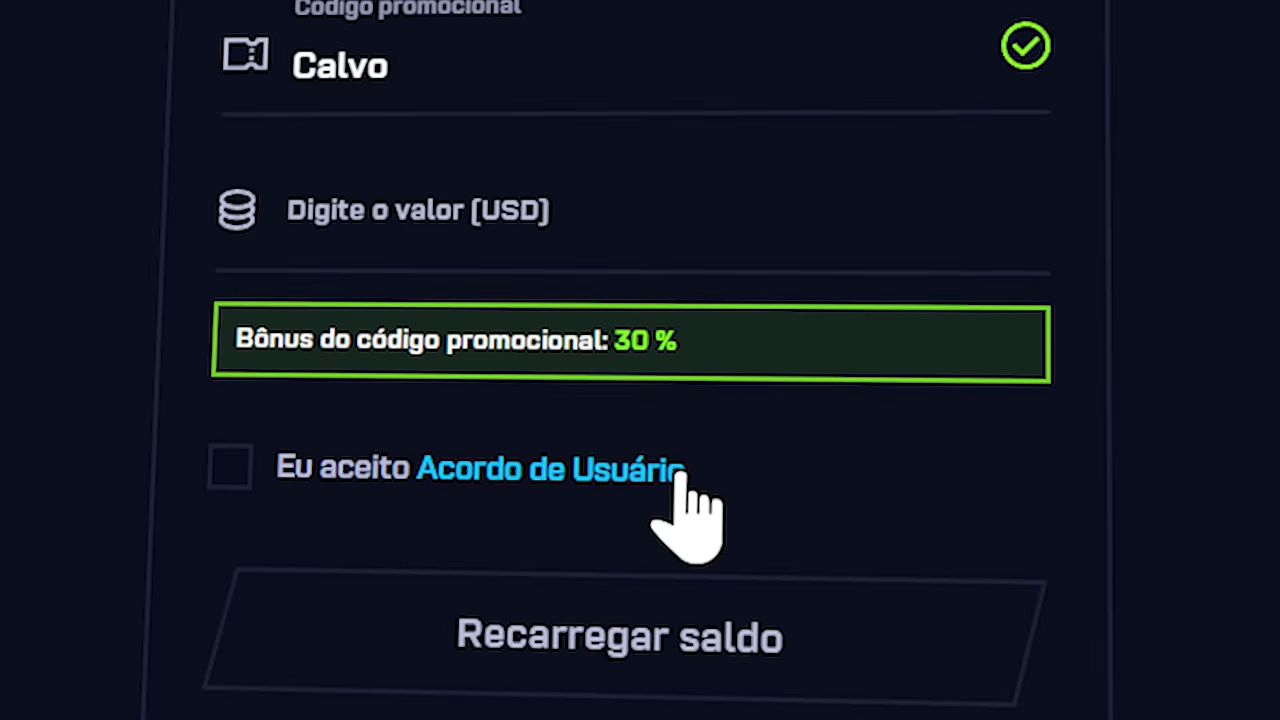 Código promocional
Calvo
Digite o valor (USD)
Bônus do código promocional: 30 %
Eu aceito Acordo de Usuário
Recarregar saldo